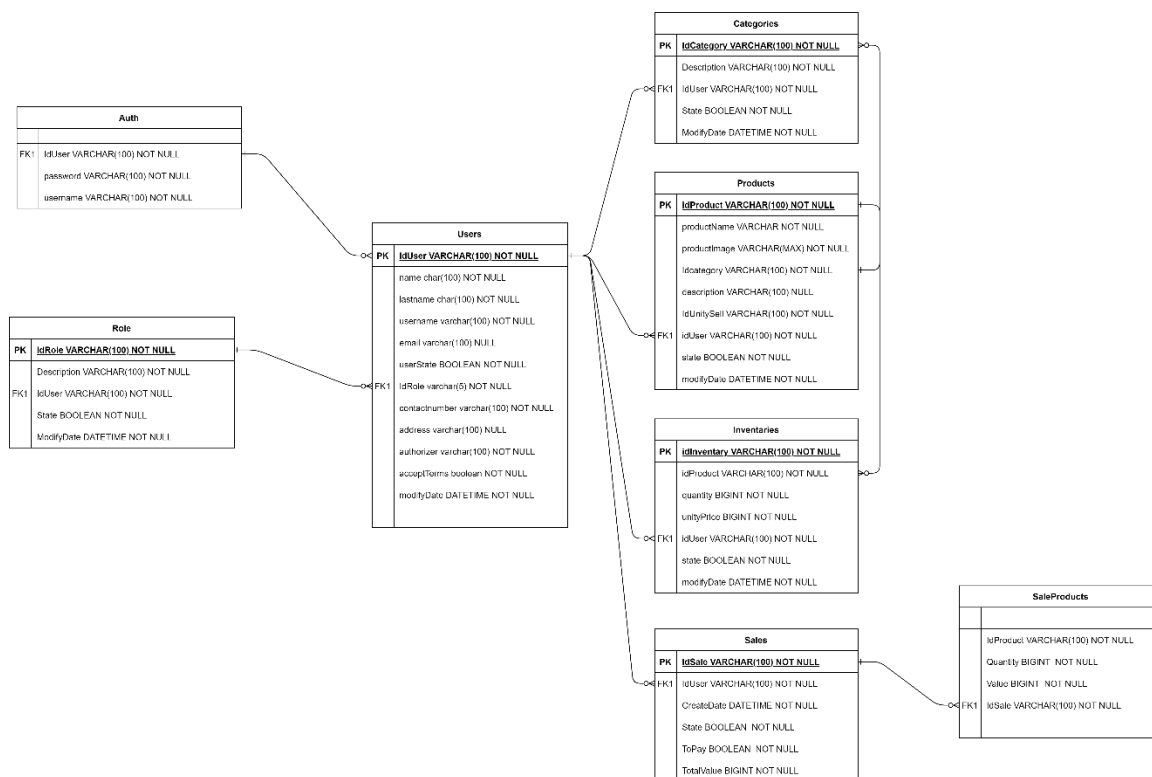 Categories
PK IdCategory VARCHAR(100) NOT NULL
Description VARCHAR(100) NOT NULL
FK1 IdUser VARCHAR(100) NOT NULL
State BOOLEAN NOT NULL
ModifyDate DATETIME NOT NULL
Auth
FK1 IdUser VARCHAR(100) NOT NULL
password VARCHAR(100) NOT NULL
username VARCHAR(100) NOT NULL
Products
PK IdProduct VARCHAR(100) NOT NULL
productName VARCHAR NOT NULL
productImage VARCHAR(MAX) NOT NULL
Idcategory VARCHAR(100) NOT NULL
description VARCHAR(100) NULL
IdUnitySell VARCHAR(100) NOT NULL
FK1 idUser VARCHAR(100) NOT NULL
state BOOLEAN NOT NULL
modifyDate DATETIME NOT NULL
Users
PK IdUser VARCHAR(100) NOT NULL
name char(100) NOT NULL
lastname char(100) NOT NULL
username varchar(100) NOT NULL
email varchar(100) NULL
userState BOOLEAN NOT NULL
FK1 IdRole varchar(5) NOT NULL
contactnumber varchar(100) NOT NULL
address varchar(100) NULL
authorizer varchar(100) NOT NULL
acceptTerms boolean NOT NULL
modifyDate DATETIME NOT NULL
Role
PK IdRole VARCHAR(100) NOT NULL
Description VARCHAR(100) NOT NULL
FK1 IdUser VARCHAR(100) NOT NULL
State BOOLEAN NOT NULL
ModifyDate DATETIME NOT NULL
Inventaries
PK idInventary VARCHAR(100) NOT NULL
idProduct VARCHAR(100) NOT NULL
quantity BIGINT NOT NULL
unityPrice BIGINT NOT NULL
FK1 idUser VARCHAR(100) NOT NULL
state BOOLEAN NOT NULL
modifyDate DATETIME NOT NULL
Sales
PK IdSale VARCHAR(100) NOT NULL
FK1 IdUser VARCHAR(100) NOT NULL
CreateDate DATETIME NOT NULL
State BOOLEAN NOT NULL
ToPay BOOLEAN NOT NULL
TotalValue BIGINT NOT NULL
SaleProducts
IdProduct VARCHAR(100) NOT NULL
Quantity BIGINT NOT NULL
Value BIGINT NOT NULL
FK1 IdSale VARCHAR(100) NOT NULL